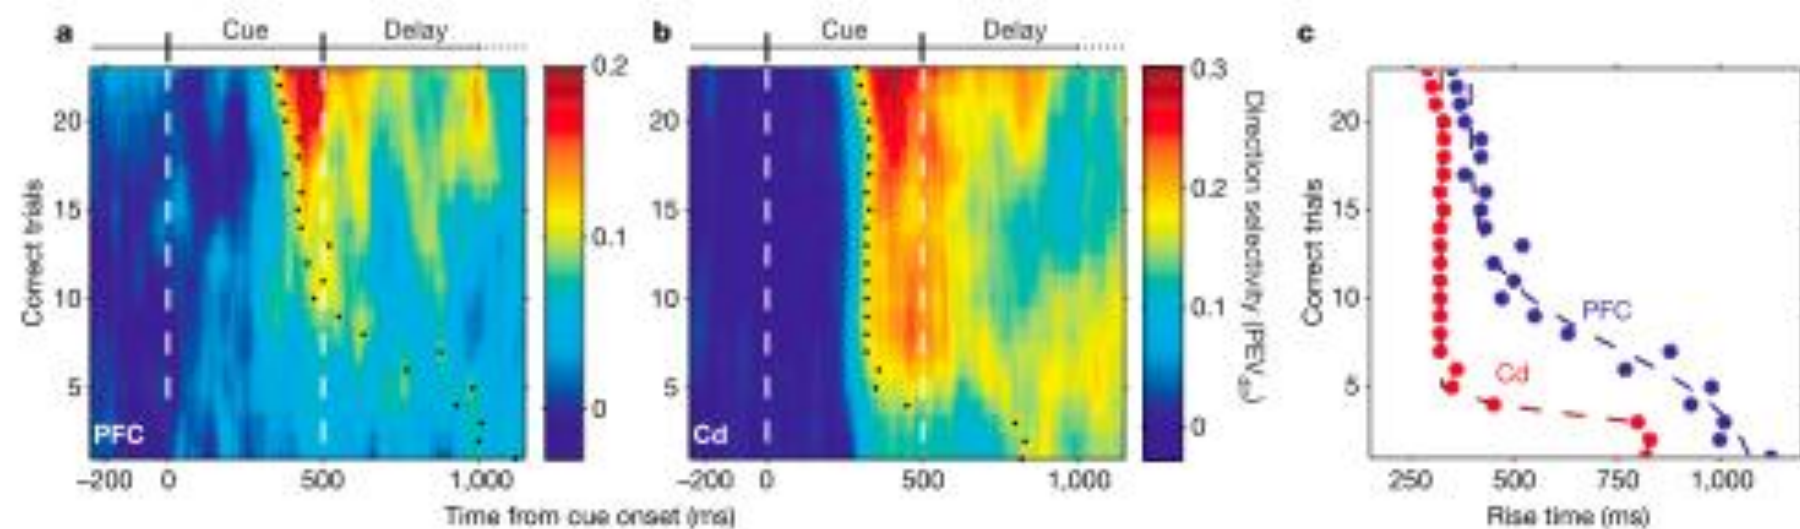 a Cue Delay
b Cue Delay
c
Correct trials
20
15
10
5
PFC
−200 0 500 1,000
0.2
0.1
0
20
15
10
5
Cd
−200 0 500 1,000
Time from cue onset (ms)
0.3
0.2
0.1
0
Direction selectivity (PEV
Correct trials
20
15
10
5
PFC
Cd
250 500 750 1,000
Rise time (ms)